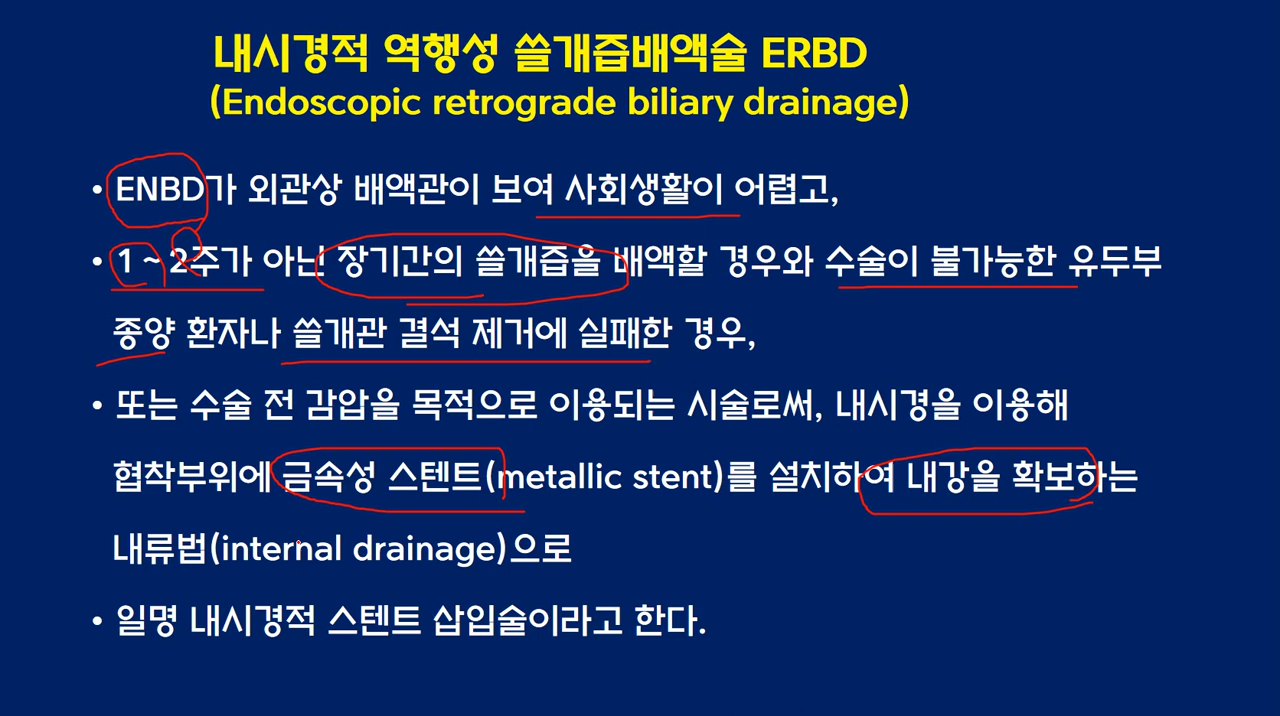 내시경적 역행성 쓸개즙배액술 ERBD
(Endoscopic retrograde biliary drainage)
• ENBD가 외관상 배액관이 보여 사회생활이 어렵고,
• 1~2주가 아닌 장기간의 쓸개즙을 배액할 경우와 수술이 불가능한 유두부
종양 환자나 쓸개관 결석 제거에 실패한 경우,
• 또는 수술 전 감압을 목적으로 이용되는 시술로써, 내시경을 이용해
협착부위에 금속성 스텐트(metallic stent)를 설치하여 내강을 확보하는
내류법(internal drainage)으로
• 일명 내시경적 스텐트 삽입술이라고 한다.